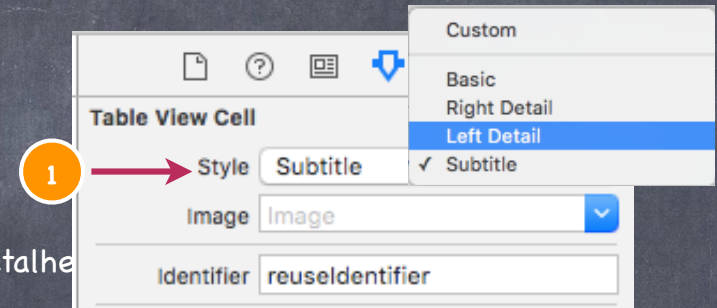 Custom
Basic
Right Detail
Left Detail
✓ Subtitle
Table View Cell
1
Style Subtitle
Image Image
talhe
Identifier reuseIdentifier